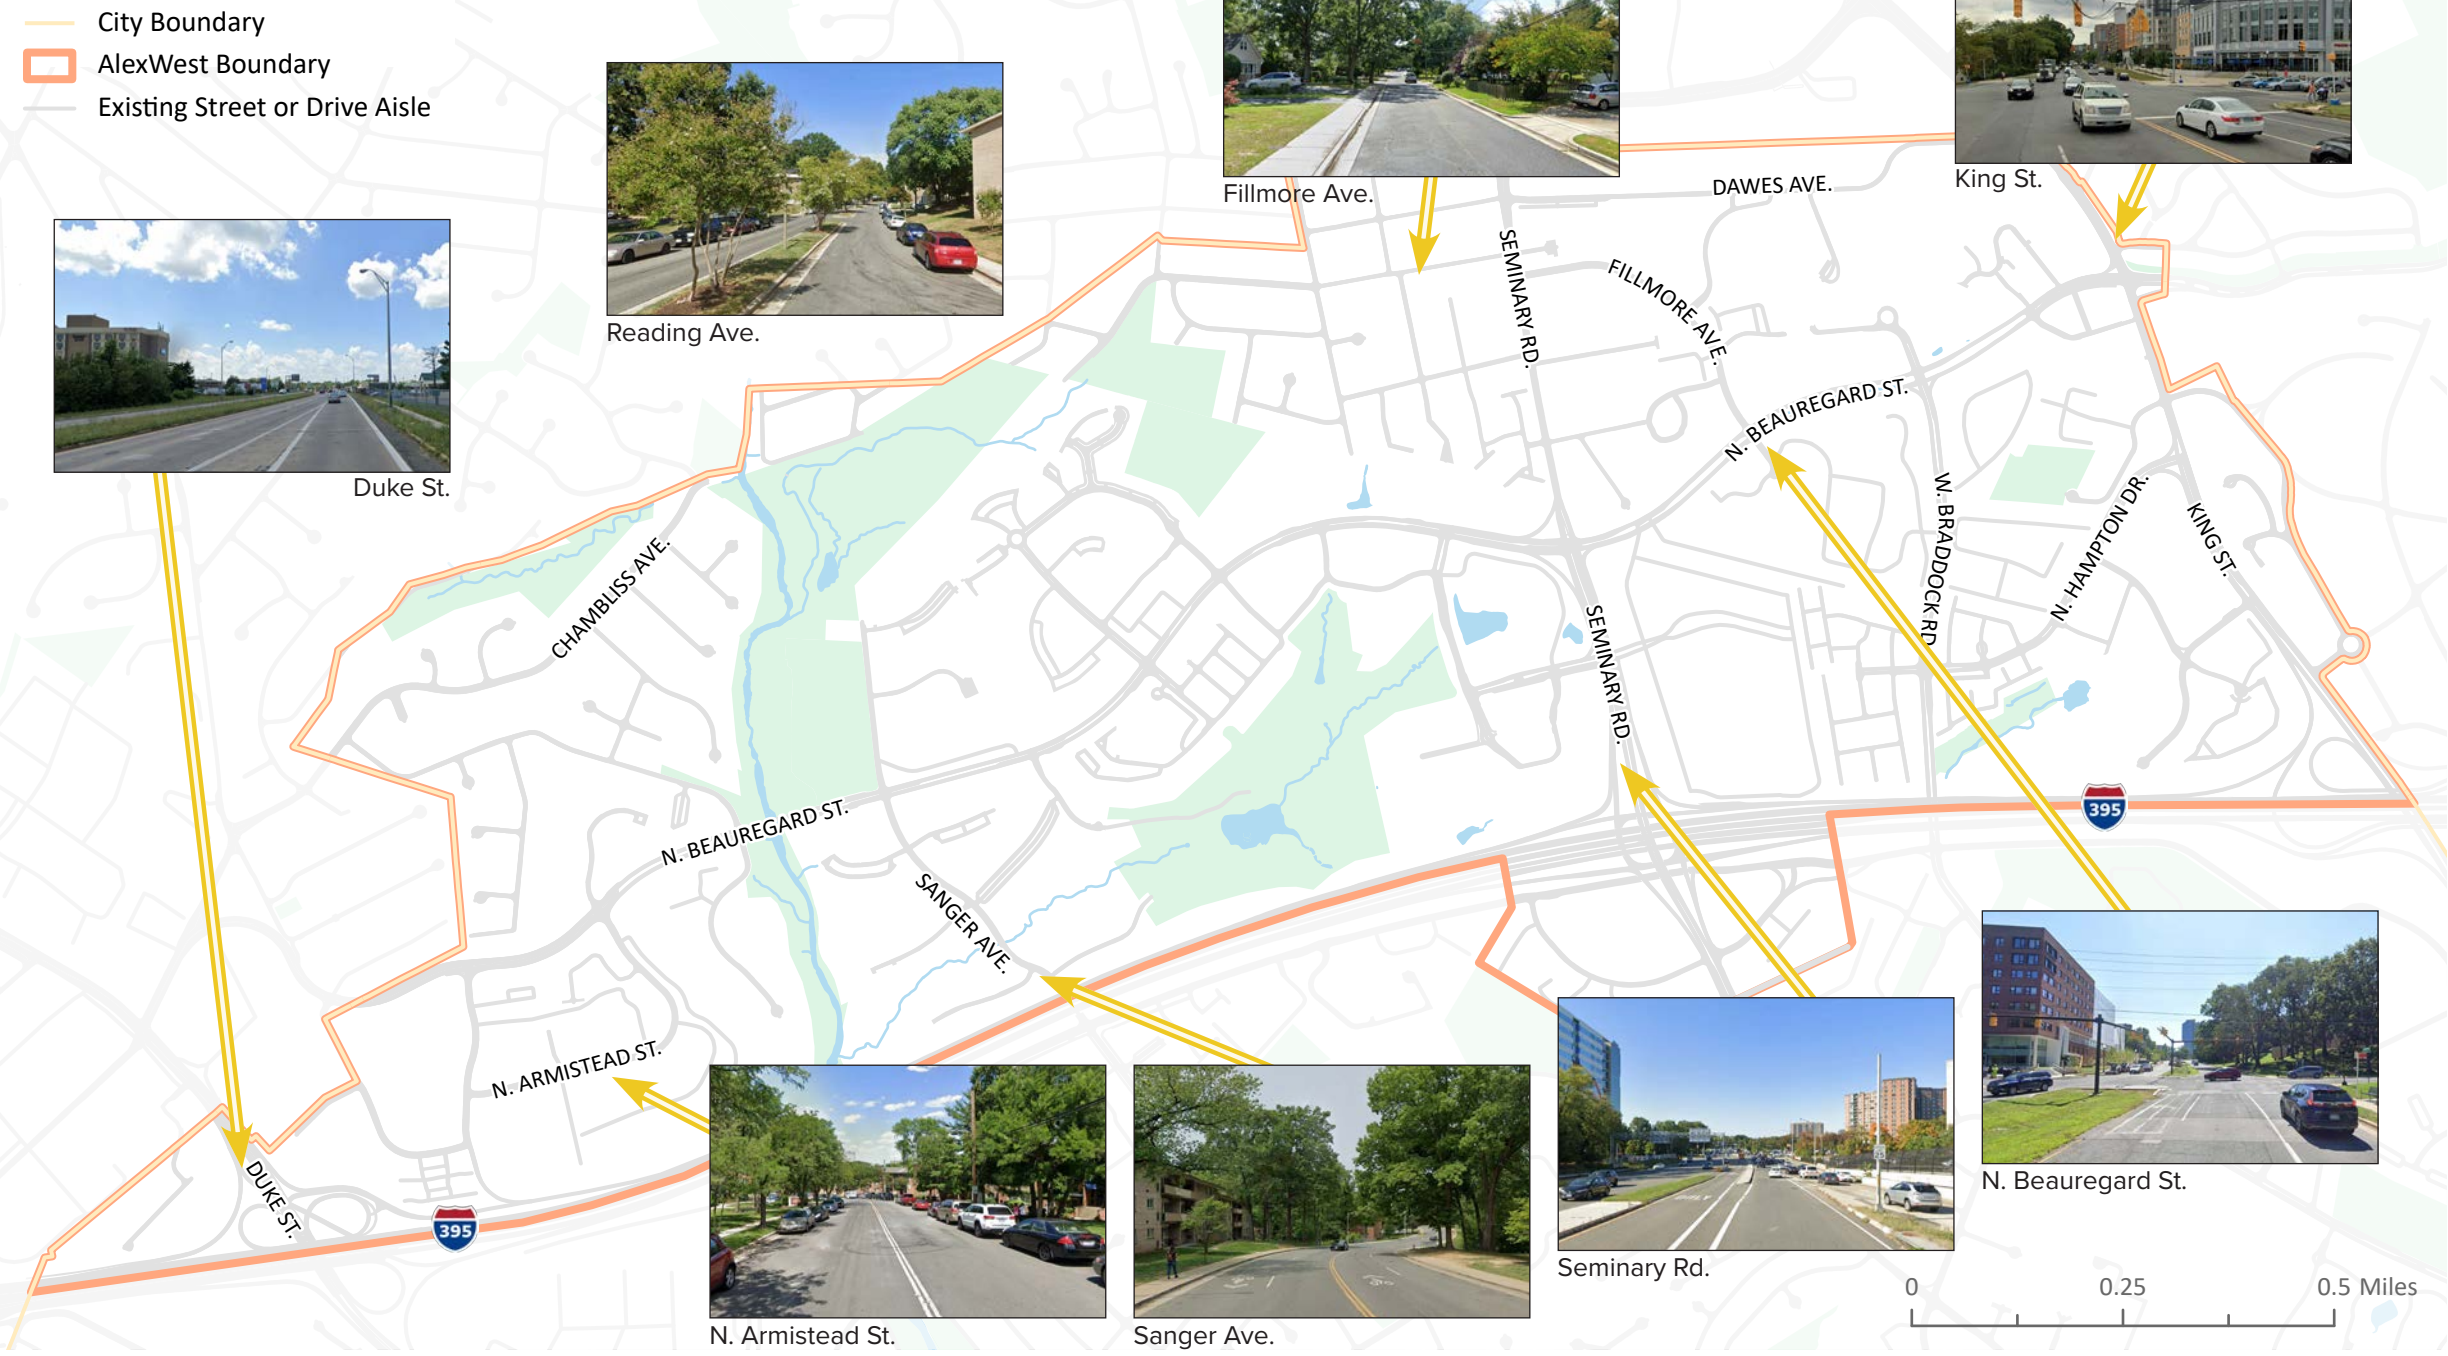 City Boundary
AlexWest Boundary
Existing Street or Drive Aisle
Fillmore Ave.
King St.
DAWES AVE.
Reading Ave.
SEMINARY RD.
FILLMORE AVE.
N. BEAUREGARD ST.
Duke St.
W. BRADDOCK RD
N. HAMPTON DR.
KING ST.
CHAMBLISS AVE.
SEMINARY RD.
395
N. BEAUREGARD ST.
SANGER AVE.
N. ARMISTEAD ST.
DUKE ST.
395
N. Beauregard St.
Seminary Rd.
N. Armistead St.
Sanger Ave.
0 0.25 0.5 Miles